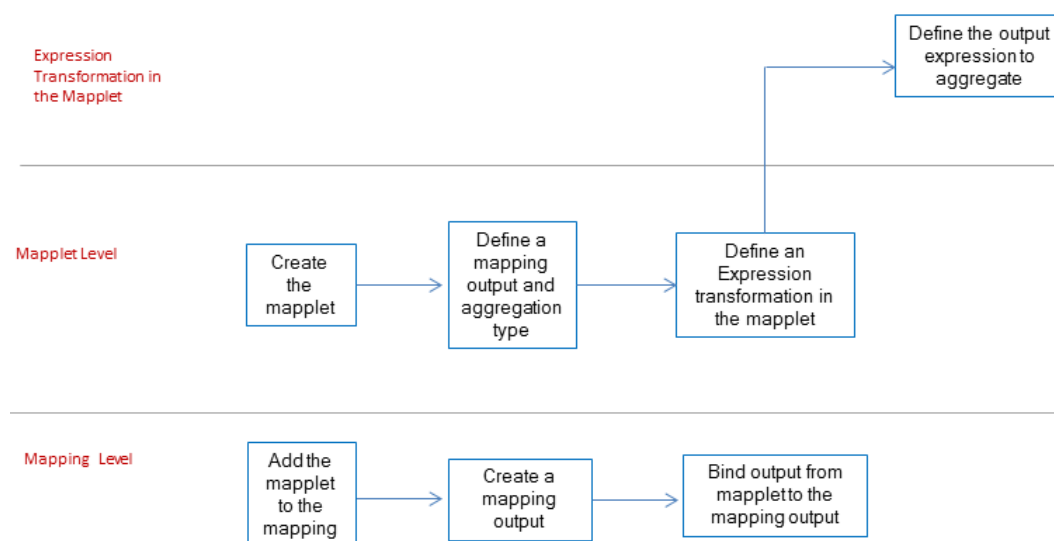 Expression
Transformation in
the Mapplet
Define the output
expression to
aggregate
Mapplet Level
Create
the
mapplet
Define a
mapping
output and
aggregation
type
Define an
Expression
transformation in
the mapplet
Mapping Level
Add the
mapplet
to the
mapping
Create a
mapping
output
Bind output from
mapplet to the
mapping output